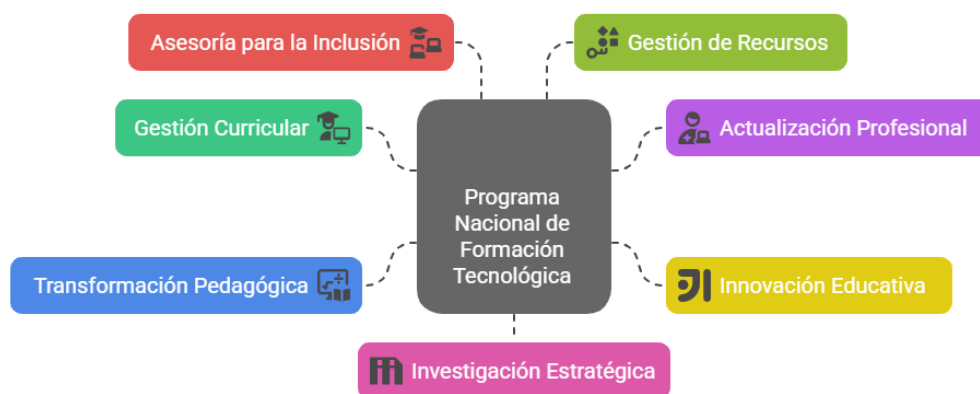 Asesoría para la Inclusión
Gestión de Recursos
Gestión Curricular
Actualización Profesional
Programa
Nacional de
Formación
Tecnológica
Transformación Pedagógica
Innovación Educativa
Investigación Estratégica